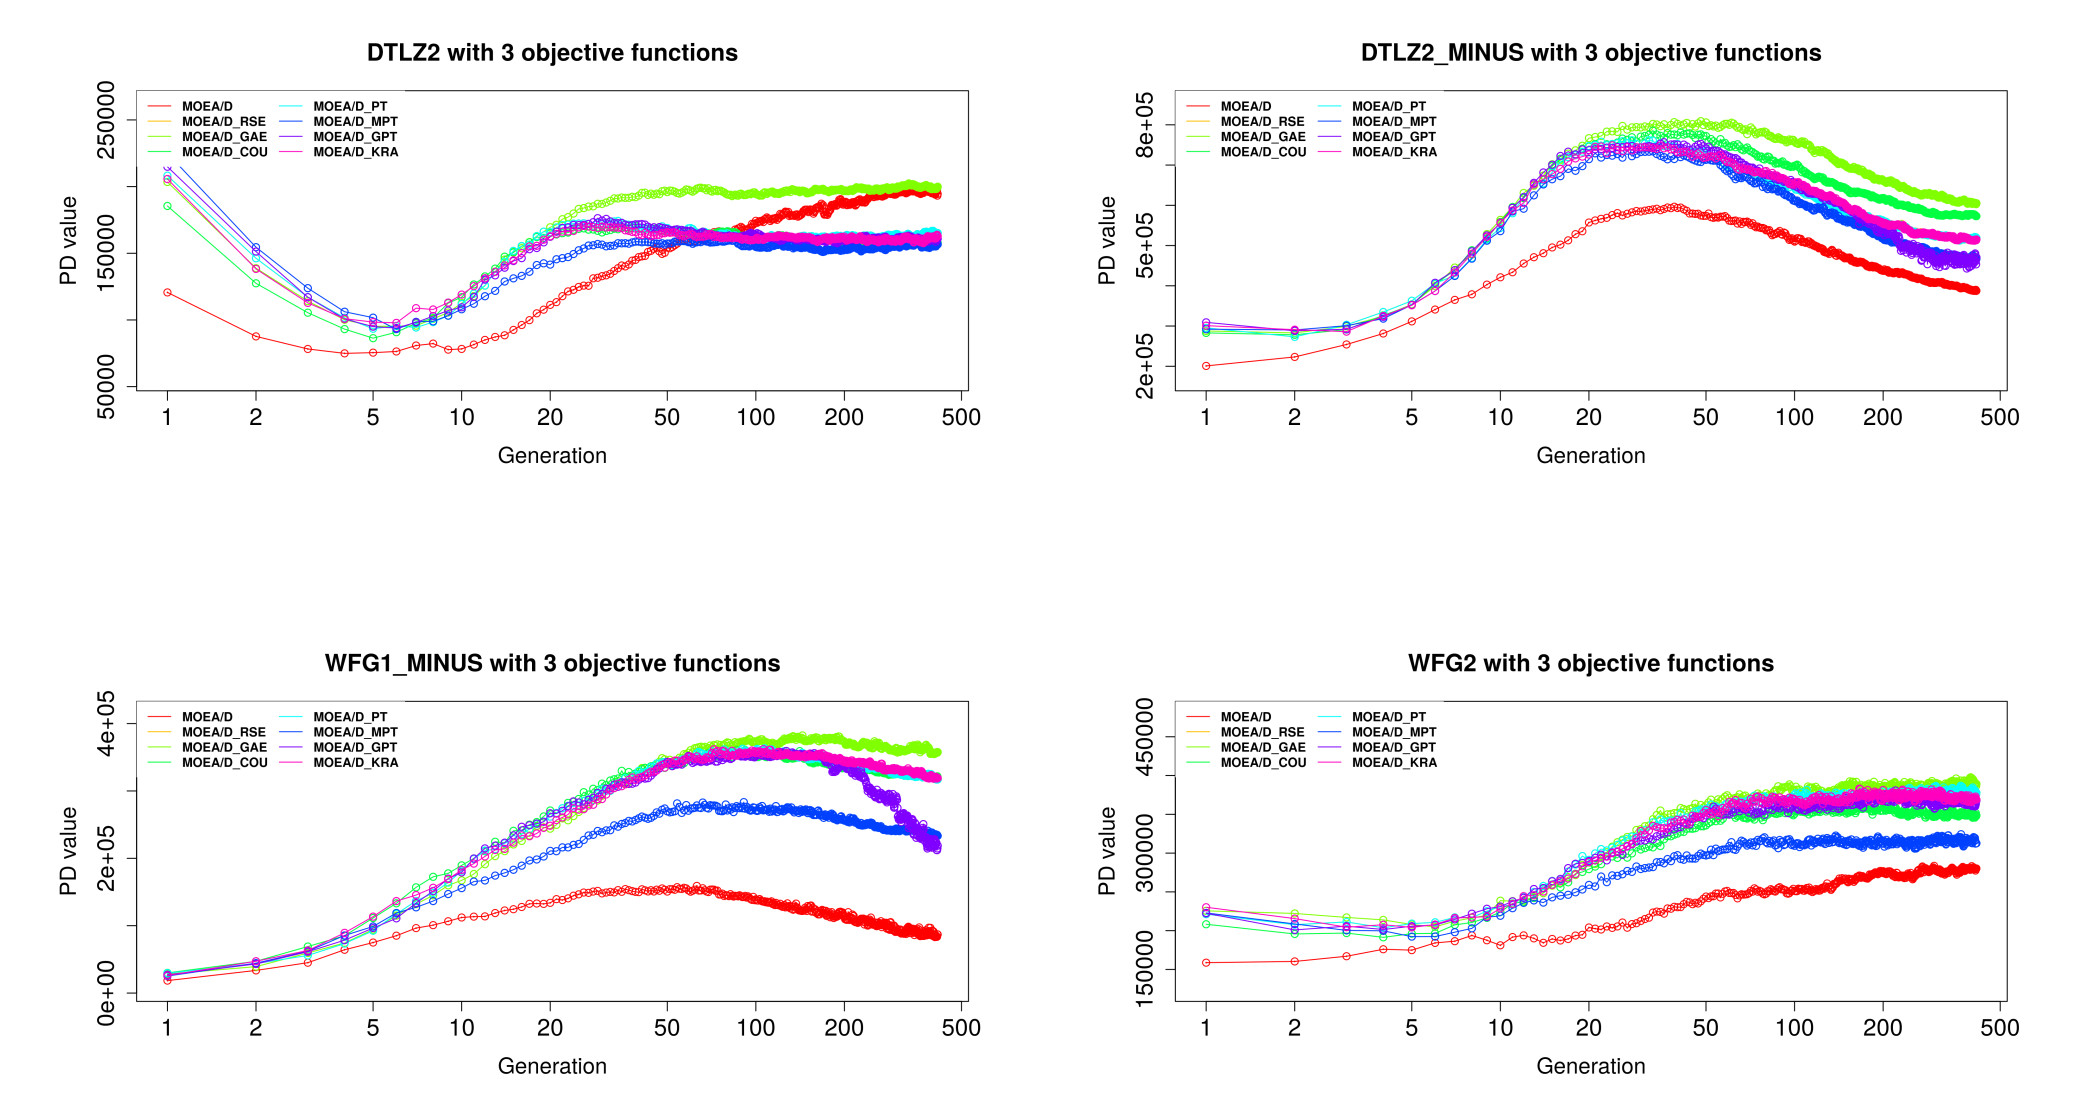 DTLZ2 with 3 objective functions
MOEA/D MOEA/D_PT
MOEA/D_RSE MOEA/D_MPT
MOEA/D_GAE MOEA/D_GPT
MOEA/D_COU MOEA/D_KRA
PD value
50000 150000 250000
1 2 5 10 20 50 100 200 500
Generation
DTLZ2_MINUS with 3 objective functions
MOEA/D MOEA/D_PT
MOEA/D_RSE MOEA/D_MPT
MOEA/D_GAE MOEA/D_GPT
MOEA/D_COU MOEA/D_KRA
PD value
2e+05 5e+05 8e+05
1 2 5 10 20 50 100 200 500
Generation
WFG1_MINUS with 3 objective functions
MOEA/D MOEA/D_PT
MOEA/D_RSE MOEA/D_MPT
MOEA/D_GAE MOEA/D_GPT
MOEA/D_COU MOEA/D_KRA
PD value
0e+00 2e+05 4e+05
1 2 5 10 20 50 100 200 500
Generation
WFG2 with 3 objective functions
MOEA/D MOEA/D_PT
MOEA/D_RSE MOEA/D_MPT
MOEA/D_GAE MOEA/D_GPT
MOEA/D_COU MOEA/D_KRA
PD value
150000 300000 450000
1 2 5 10 20 50 100 200 500
Generation